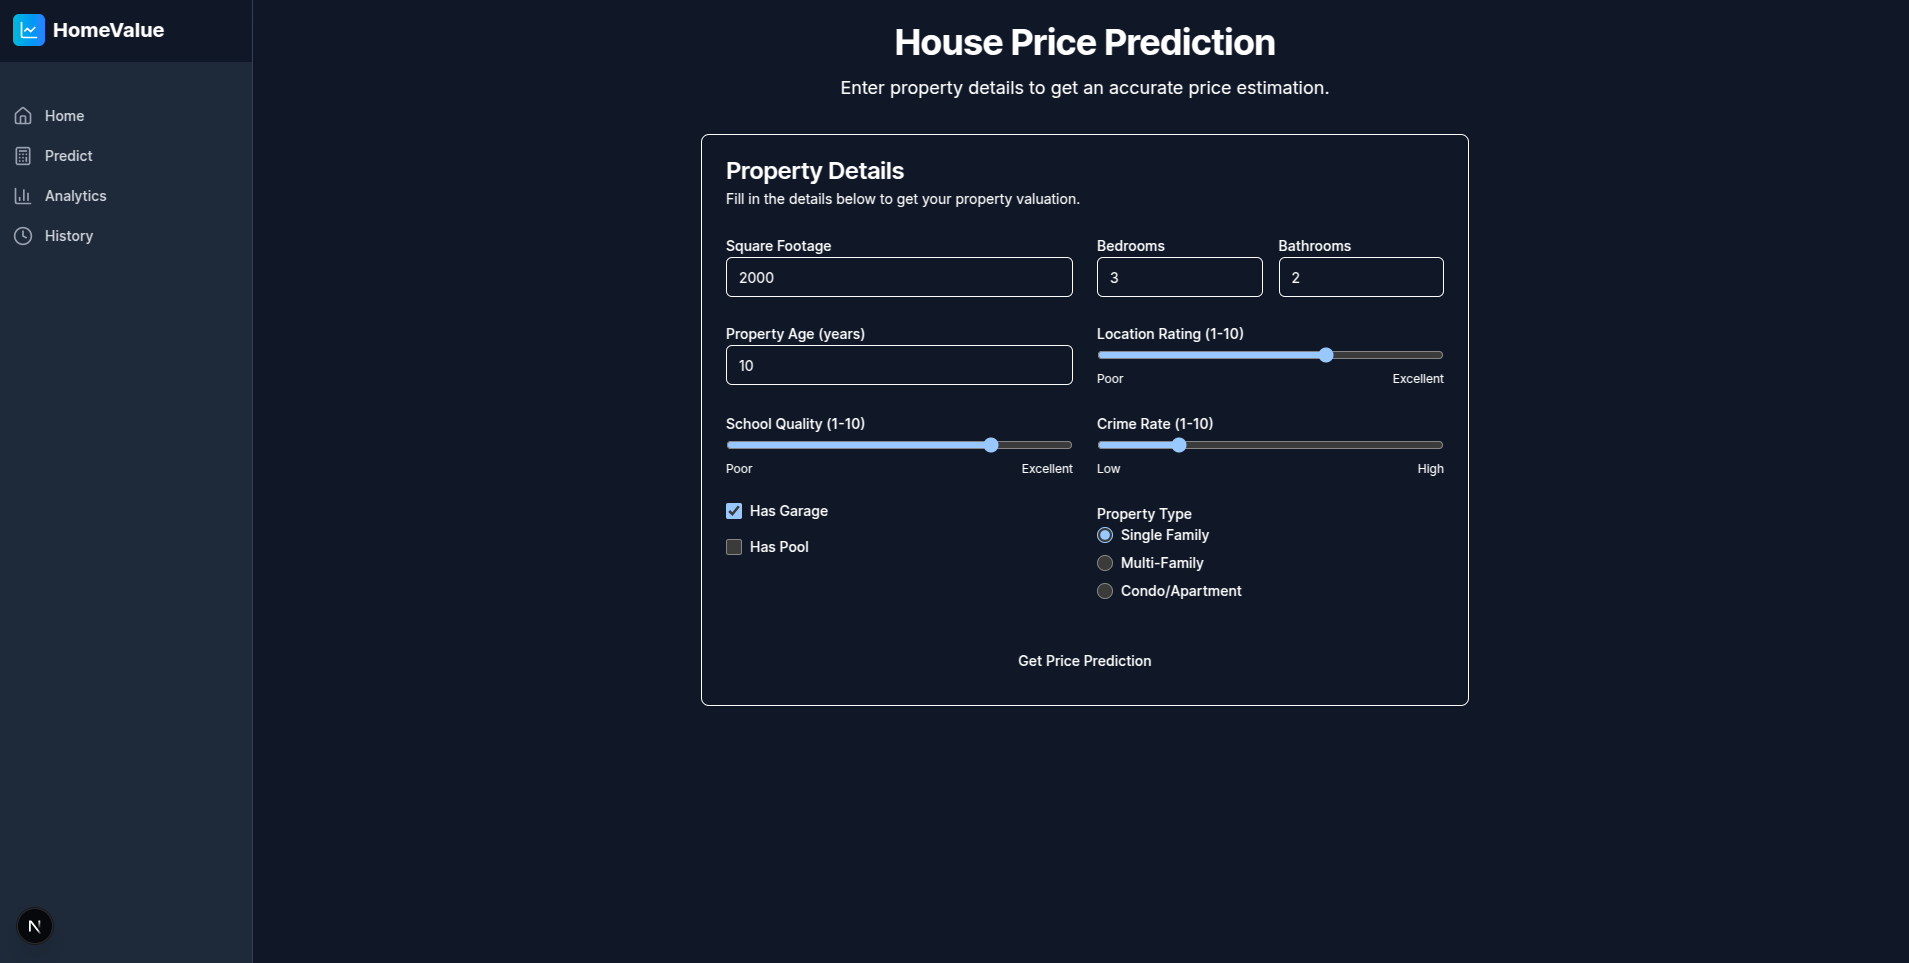 HomeValue
Home
Predict
Analytics
History
House Price Prediction
Enter property details to get an accurate price estimation.
Property Details
Fill in the details below to get your property valuation.
Square Footage
2000
Bedrooms
3
Bathrooms
2
Property Age (years)
10
Location Rating (1-10)
Poor Excellent
School Quality (1-10)
Poor Excellent
Crime Rate (1-10)
Low High
Has Garage
Has Pool
Property Type
Single Family
Multi-Family
Condo/Apartment
Get Price Prediction
N